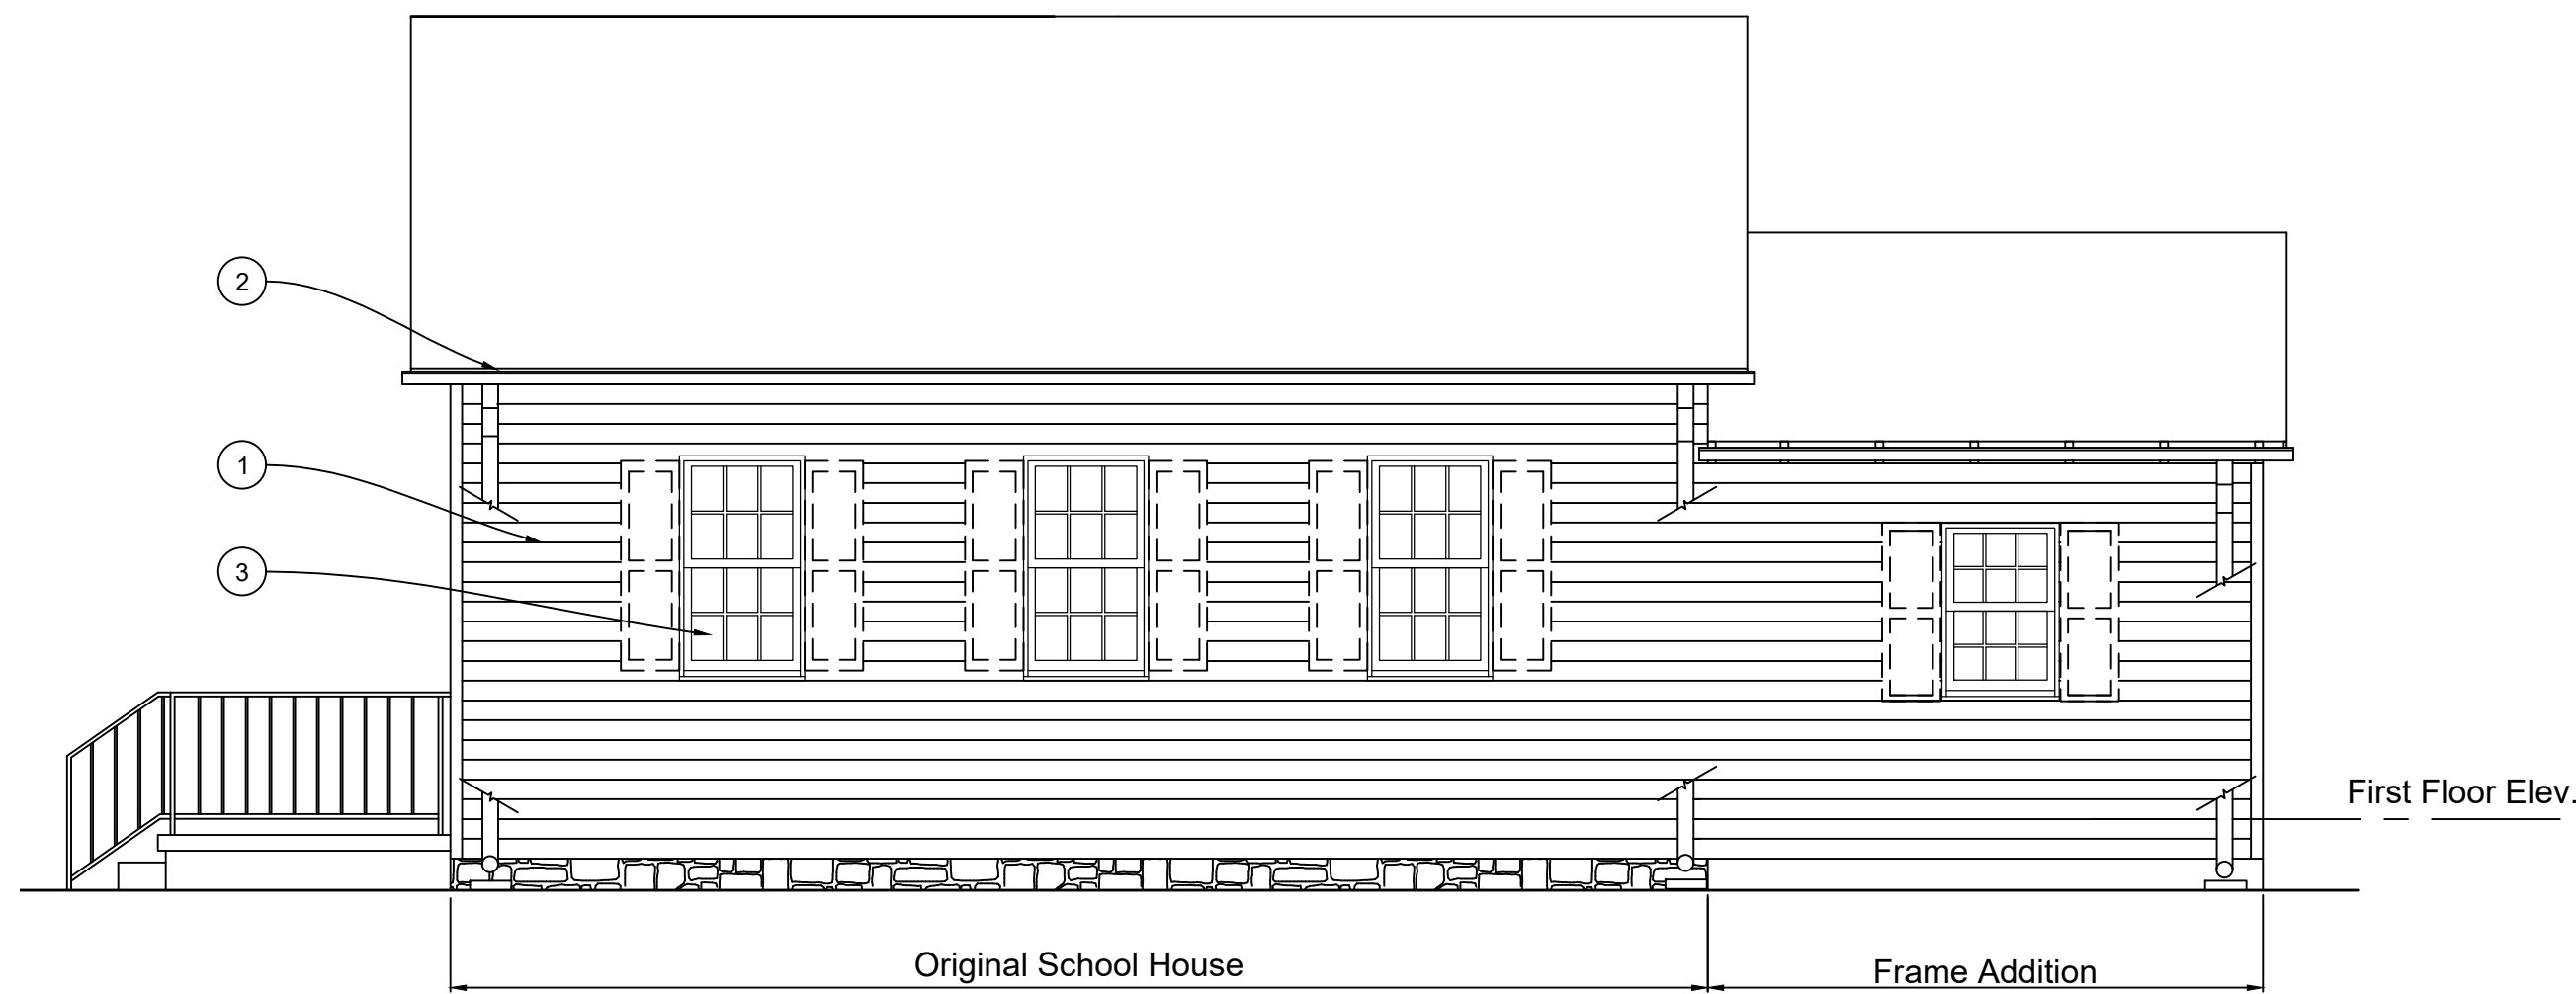 2
1
3
First Floor Elev.
Original School House
Frame Addition